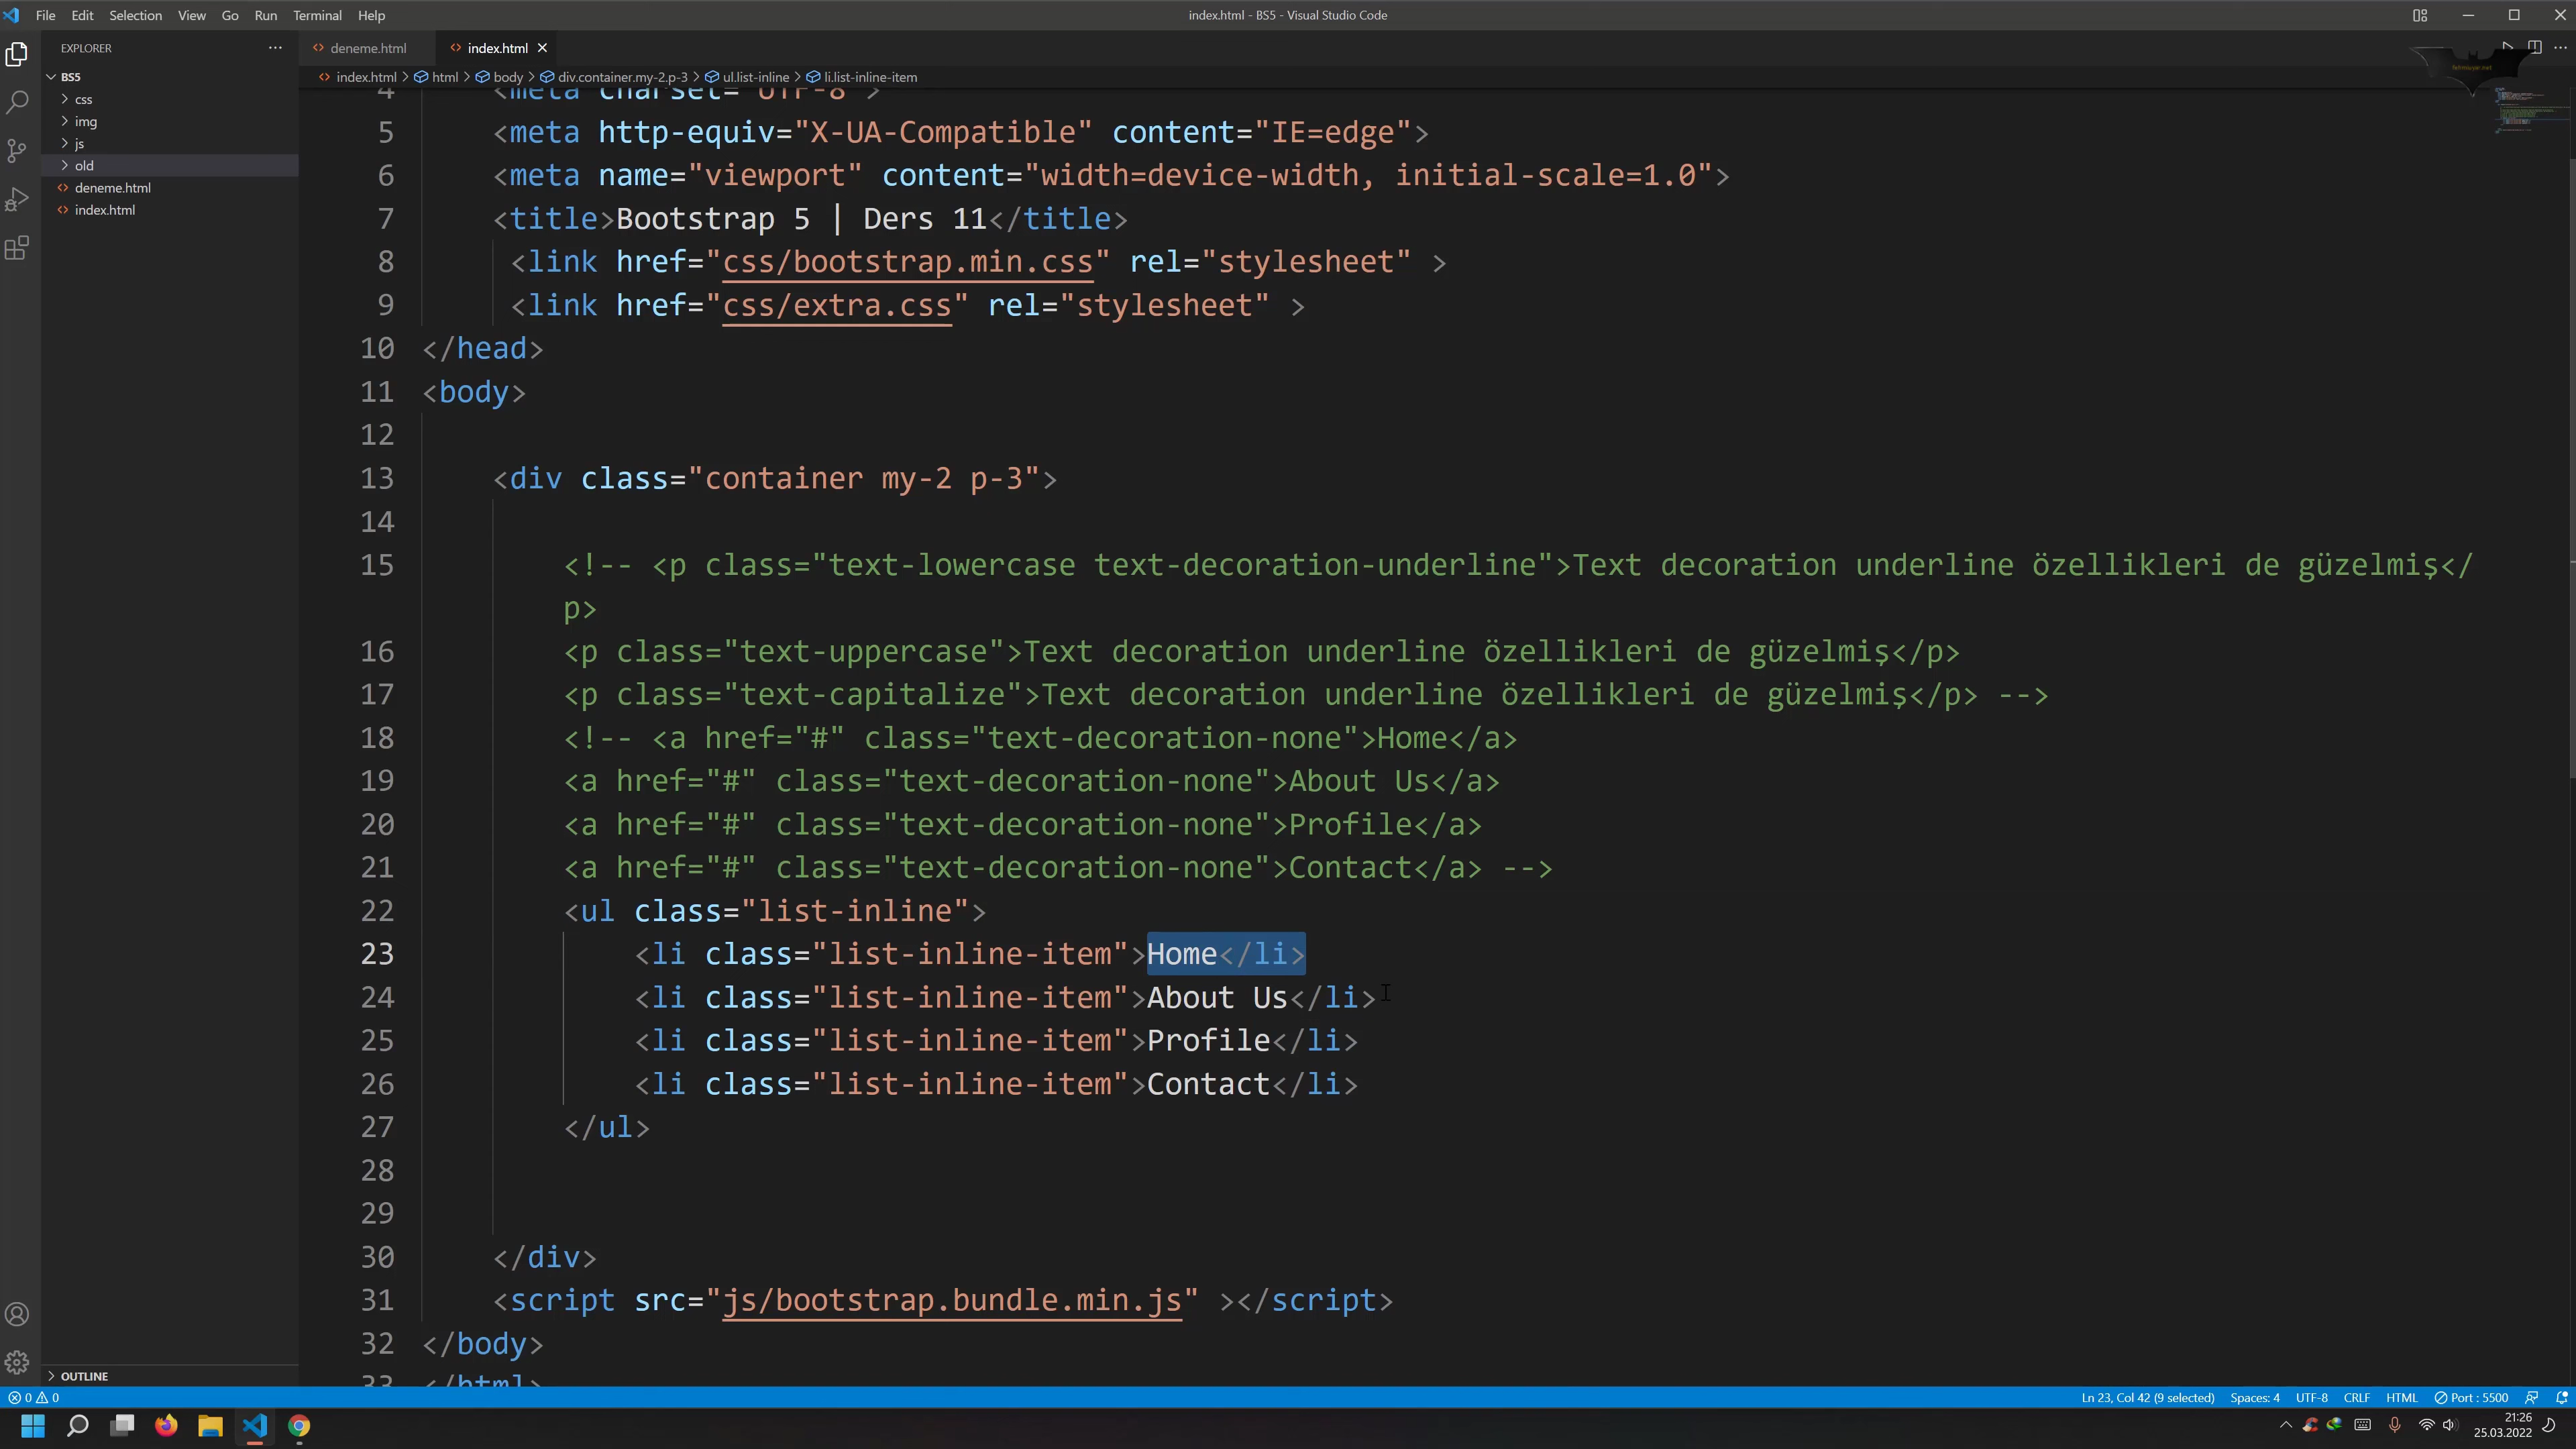 File Edit Selection View Go Run Terminal Help
index.html - BS5 - Visual Studio Code
EXPLORER
BS5
css
img
js
old
deneme.html
index.html
OUTLINE
deneme.html
index.html
index.html > html > body > div.container.my-2.p-3 > ul.list-inline > li.list-inline-item
4 <meta charset="UTF-8">
5 <meta http-equiv="X-UA-Compatible" content="IE=edge">
6 <meta name="viewport" content="width=device-width, initial-scale=1.0">
7 <title>Bootstrap 5 | Ders 11</title>
8 <link href="css/bootstrap.min.css" rel="stylesheet" >
9 <link href="css/extra.css" rel="stylesheet" >
10 </head>
11 <body>
12
13 <div class="container my-2 p-3">
14
15 <!-- <p class="text-lowercase text-decoration-underline">Text decoration underline özellikleri de güzelmiş</
p>
16 <p class="text-uppercase">Text decoration underline özellikleri de güzelmiş</p>
17 <p class="text-capitalize">Text decoration underline özellikleri de güzelmiş</p> -->
18 <!-- <a href="#" class="text-decoration-none">Home</a>
19 <a href="#" class="text-decoration-none">About Us</a>
20 <a href="#" class="text-decoration-none">Profile</a>
21 <a href="#" class="text-decoration-none">Contact</a> -->
22 <ul class="list-inline">
23 <li class="list-inline-item">Home</li>
24 <li class="list-inline-item">About Us</li>
25 <li class="list-inline-item">Profile</li>
26 <li class="list-inline-item">Contact</li>
27 </ul>
28
29
30 </div>
31 <script src="js/bootstrap.bundle.min.js" ></script>
32 </body>
33 </html>
0 0
Ln 23, Col 42 (9 selected) Spaces: 4 UTF-8 CRLF HTML Port : 5500
21:26
25.03.2022